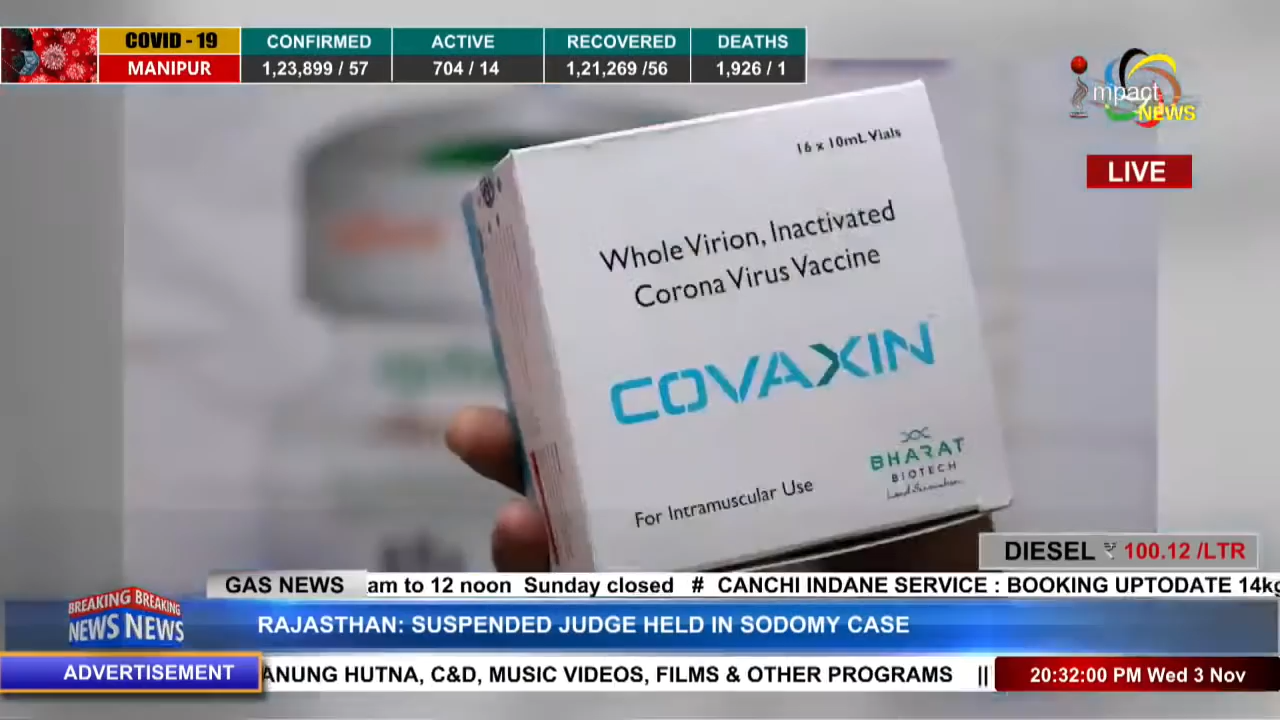 COVID - 19
MANIPUR
CONFIRMED
1,23,899 / 57
ACTIVE
704 / 14
RECOVERED
1,21,269 /56
DEATHS
1,926 / 1
mpact
NEWS
LIVE
16 x 10mL Vials
Whole Virion, Inactivated
Corona Virus Vaccine
COVAXIN
BHARAT
BIOTECH
For Intramuscular Use
DIESEL ₹ 100.12 /LTR
GAS NEWS
am to 12 noon Sunday closed # CANCHI INDANE SERVICE : BOOKING UPTODATE 14kg
BREAKING BREAKING
NEWS NEWS
RAJASTHAN: SUSPENDED JUDGE HELD IN SODOMY CASE
ADVERTISEMENT
ANUNG HUTNA, C&D, MUSIC VIDEOS, FILMS & OTHER PROGRAMS ||
20:32:00 PM Wed 3 Nov